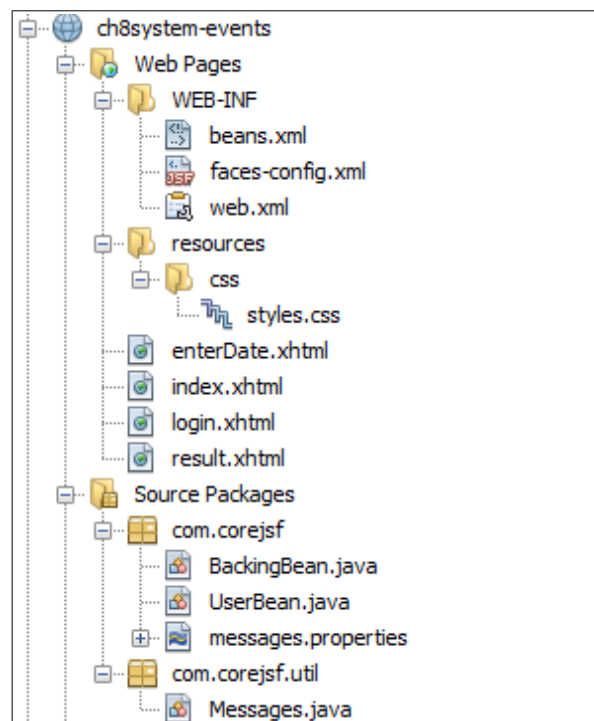 ch8system-events
Web Pages
WEB-INF
beans.xml
faces-config.xml
web.xml
resources
css
styles.css
enterDate.xhtml
index.xhtml
login.xhtml
result.xhtml
Source Packages
com.corejsf
BackingBean.java
UserBean.java
messages.properties
com.corejsf.util
Messages.java